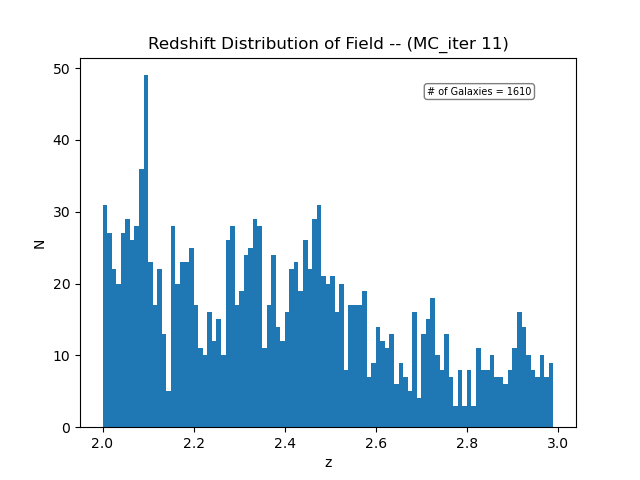 Redshift Distribution of Field -- (MC_iter 11)
# of Galaxies = 1610
N
50
40
30
20
10
0
2.0 2.2 2.4 2.6 2.8 3.0
z